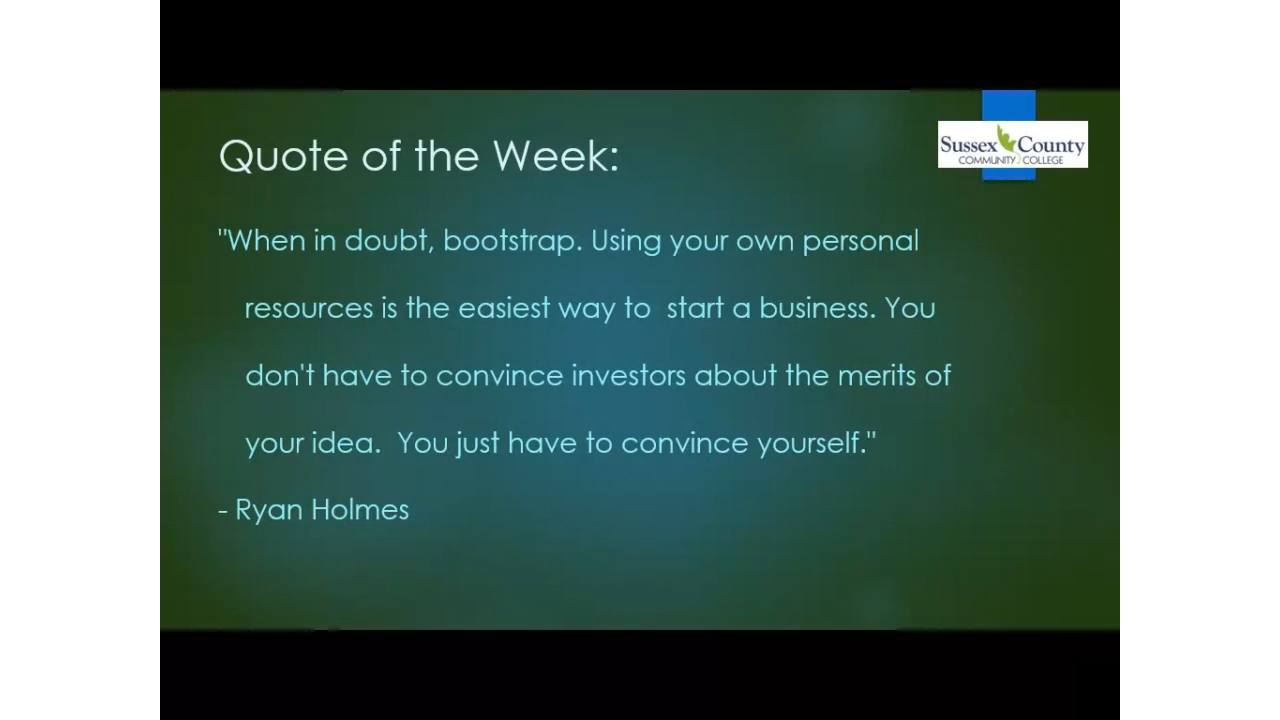 Quote of the Week:
Sussex County
COMMUNITY COLLEGE
"When in doubt, bootstrap. Using your own personal
resources is the easiest way to  start a business. You
don't have to convince investors about the merits of
your idea.  You just have to convince yourself."
- Ryan Holmes